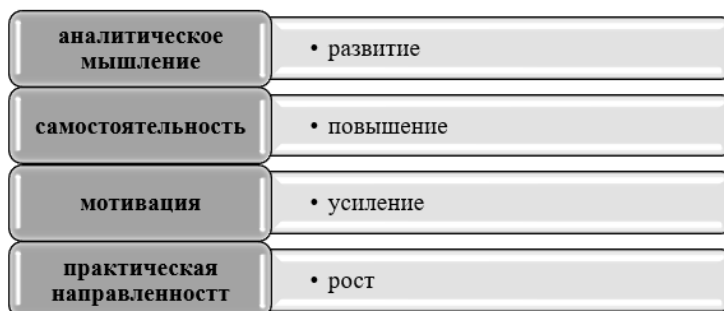 аналитическое
мышление
• развитие
самостоятельность
• повышение
мотивация
• усиление
практическая
направленностт
• рост